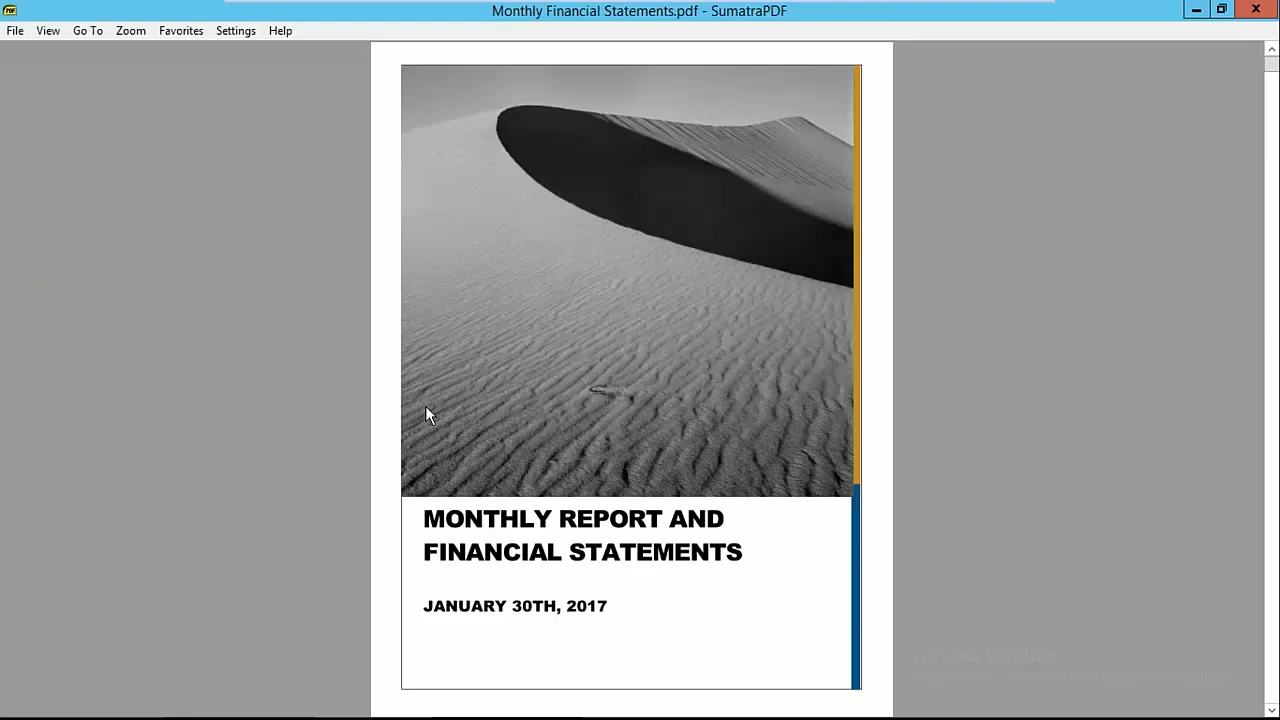 Monthly Financial Statements.pdf - SumatraPDF
File View Go To Zoom Favorites Settings Help
MONTHLY REPORT AND
FINANCIAL STATEMENTS
JANUARY 30TH, 2017